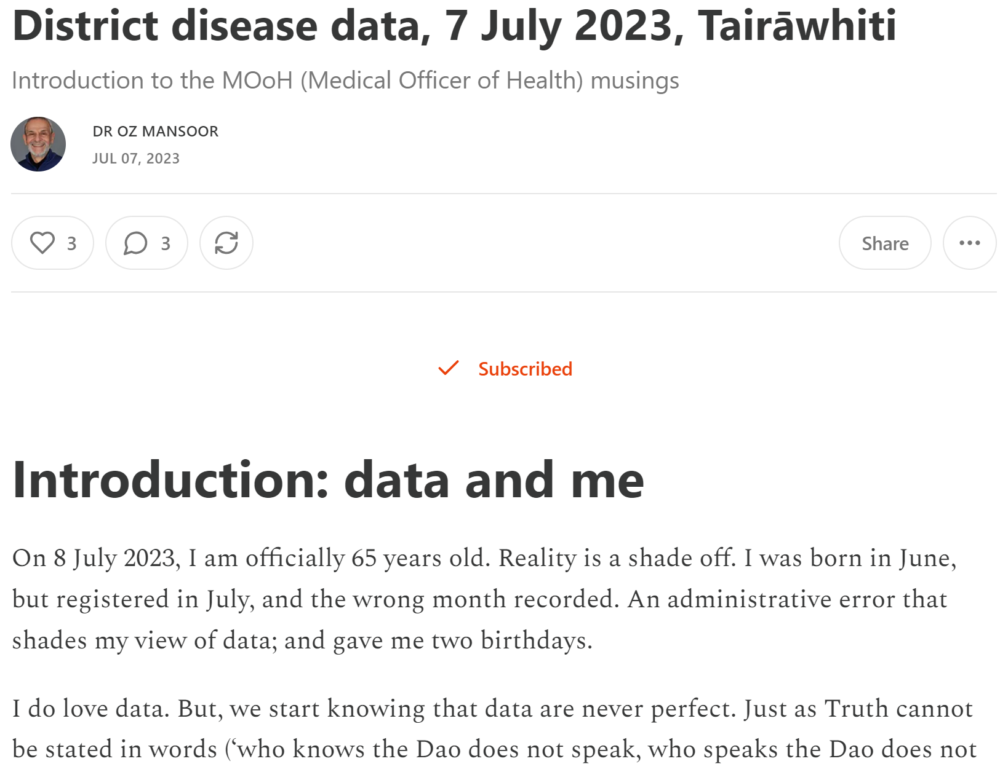 District disease data, 7 July 2023, Tairāwhiti
Introduction to the MOoH (Medical Officer of Health) musings
DR OZ MANSOOR
JUL 07, 2023
3
3
Share
Subscribed
Introduction: data and me
On 8 July 2023, I am officially 65 years old. Reality is a shade off. I was born in June,
but registered in July, and the wrong month recorded. An administrative error that
shades my view of data; and gave me two birthdays.
I do love data. But, we start knowing that data are never perfect. Just as Truth cannot
be stated in words (‘who knows the Dao does not speak, who speaks the Dao does not